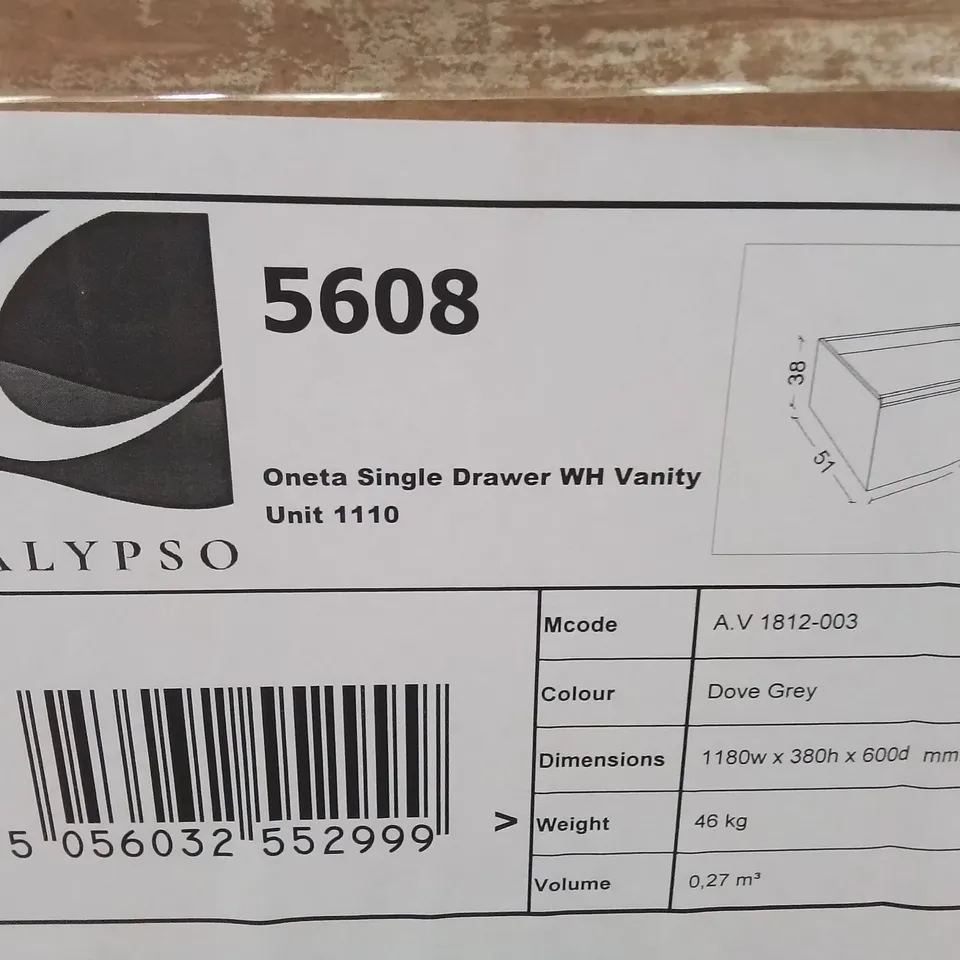 5608
38
51
Oneta Single Drawer WH Vanity
Unit 1110
ALYPSO
Mcode A.V 1812-003
Colour Dove Grey
Dimensions 1180w x 380h x 600d mm
Weight 46 kg
Volume 0,27 m³
5 056032 552999 >